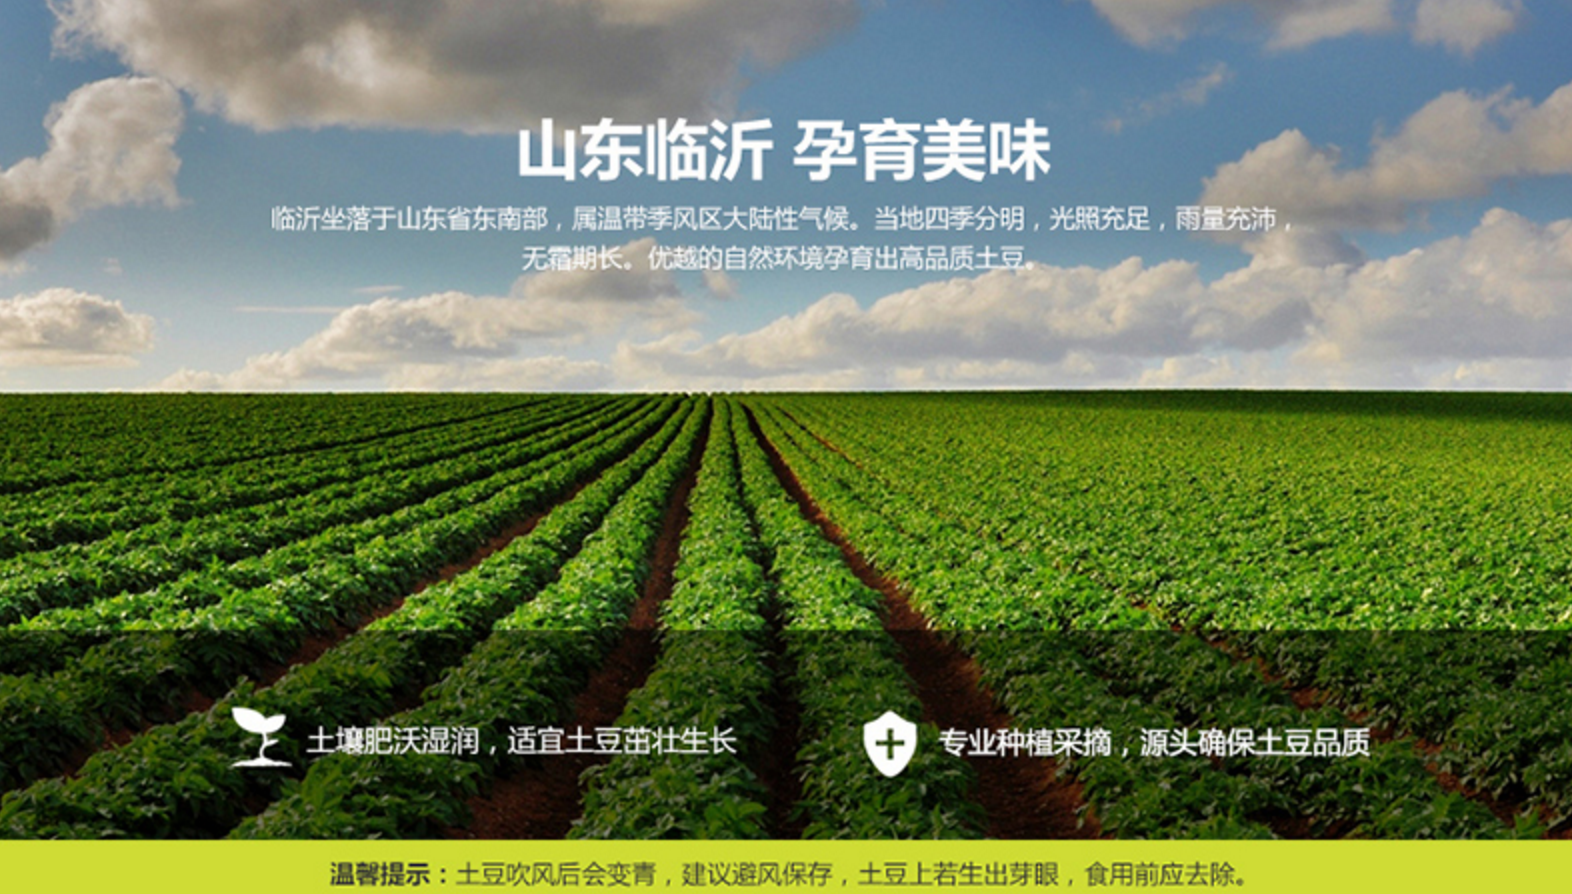 山东临沂 孕育美味
临沂坐落于山东省东南部，属温带季风区大陆性气候。当地四季分明，光照充足，雨量充沛，
无霜期长。优越的自然环境孕育出高品质土豆。
土壤肥沃湿润，适宜土豆茁壮生长
专业种植采摘，源头确保土豆品质
温馨提示：土豆吹风后会变青，建议避风保存，土豆上若生出芽眼，食用前应去除。